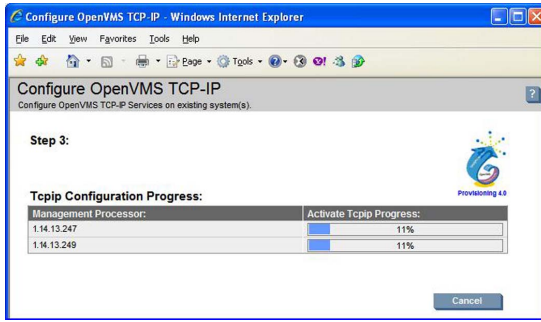 Configure OpenVMS TCP-IP - Windows Internet Explorer
File Edit View Favorites Tools Help
Page Tools
Configure OpenVMS TCP-IP
Configure OpenVMS TCP-IP Services on existing system(s).
?
Step 3:
Provisioning 4.0
Tcpip Configuration Progress:
Management Processor: Activate Tcpip Progress:
1.14.13.247 11%
1.14.13.249 11%
Cancel